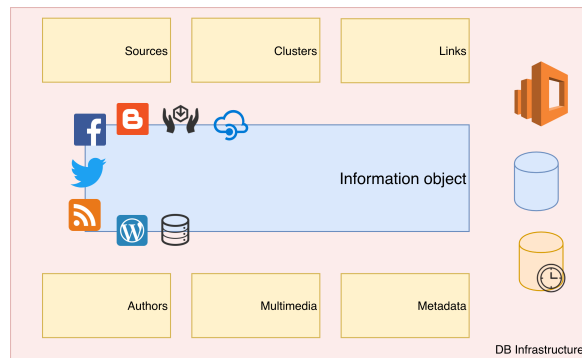 Sources
Clusters
Links
Information object
Authors
Multimedia
Metadata
DB Infrastructure